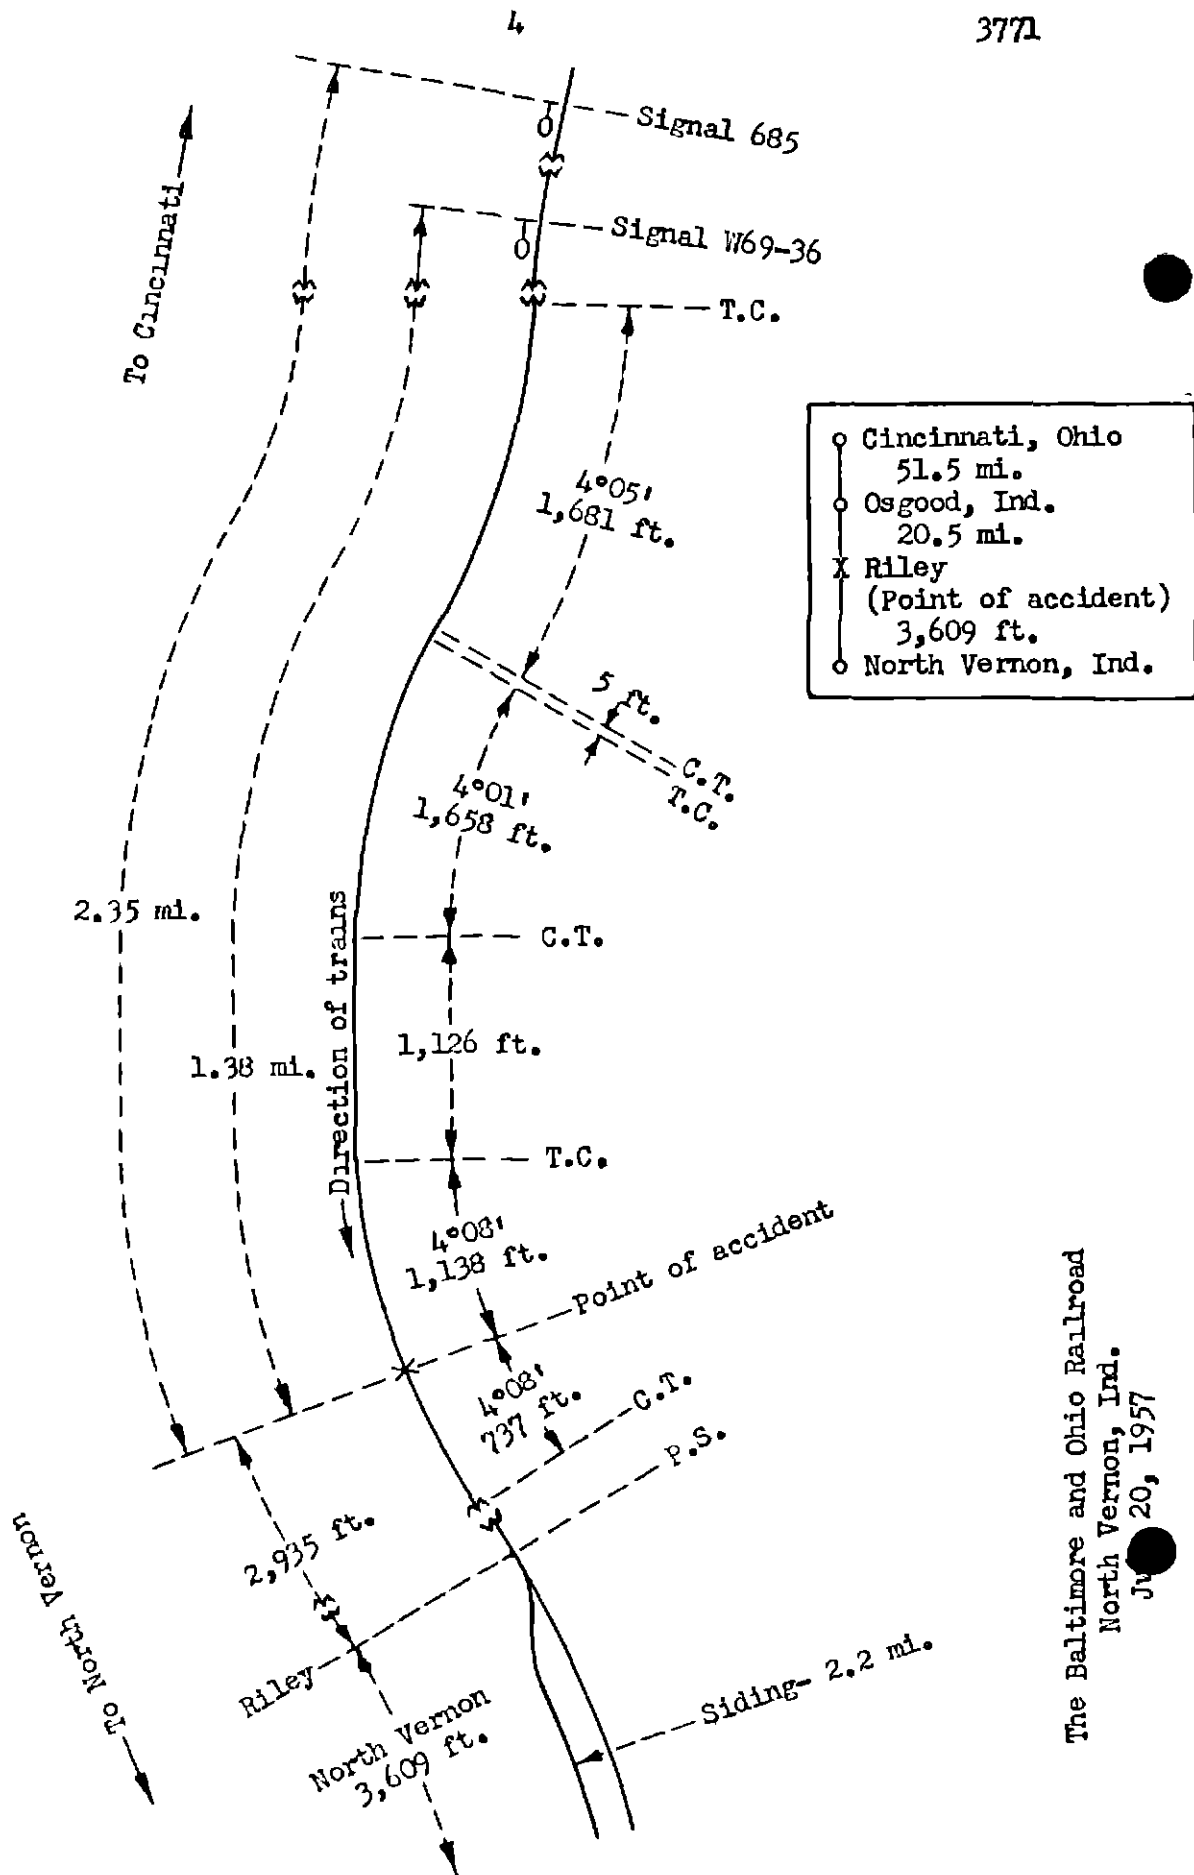 4
3771
Signal 685
To Cincinnati
Signal W69-36
T.C.
Cincinnati, Ohio
51.5 mi.
Osgood, Ind.
20.5 mi.
X Riley
(Point of accident)
3,609 ft.
North Vernon, Ind.
4°05'
1,681 ft.
5 ft.
C.T.
T.C.
4°01'
1,658 ft.
2.35 mi.
C.T.
Direction of trains
1,126 ft.
1.38 mi.
T.C.
4°08'
1,138 ft.
Point of accident
4°08'
737 ft.
C.T.
P.S.
2,935 ft.
To North Vernon
Riley
North Vernon
3,609 ft.
Siding- 2.2 mi.
The Baltimore and Ohio Railroad
North Vernon, Ind.
20, 1957